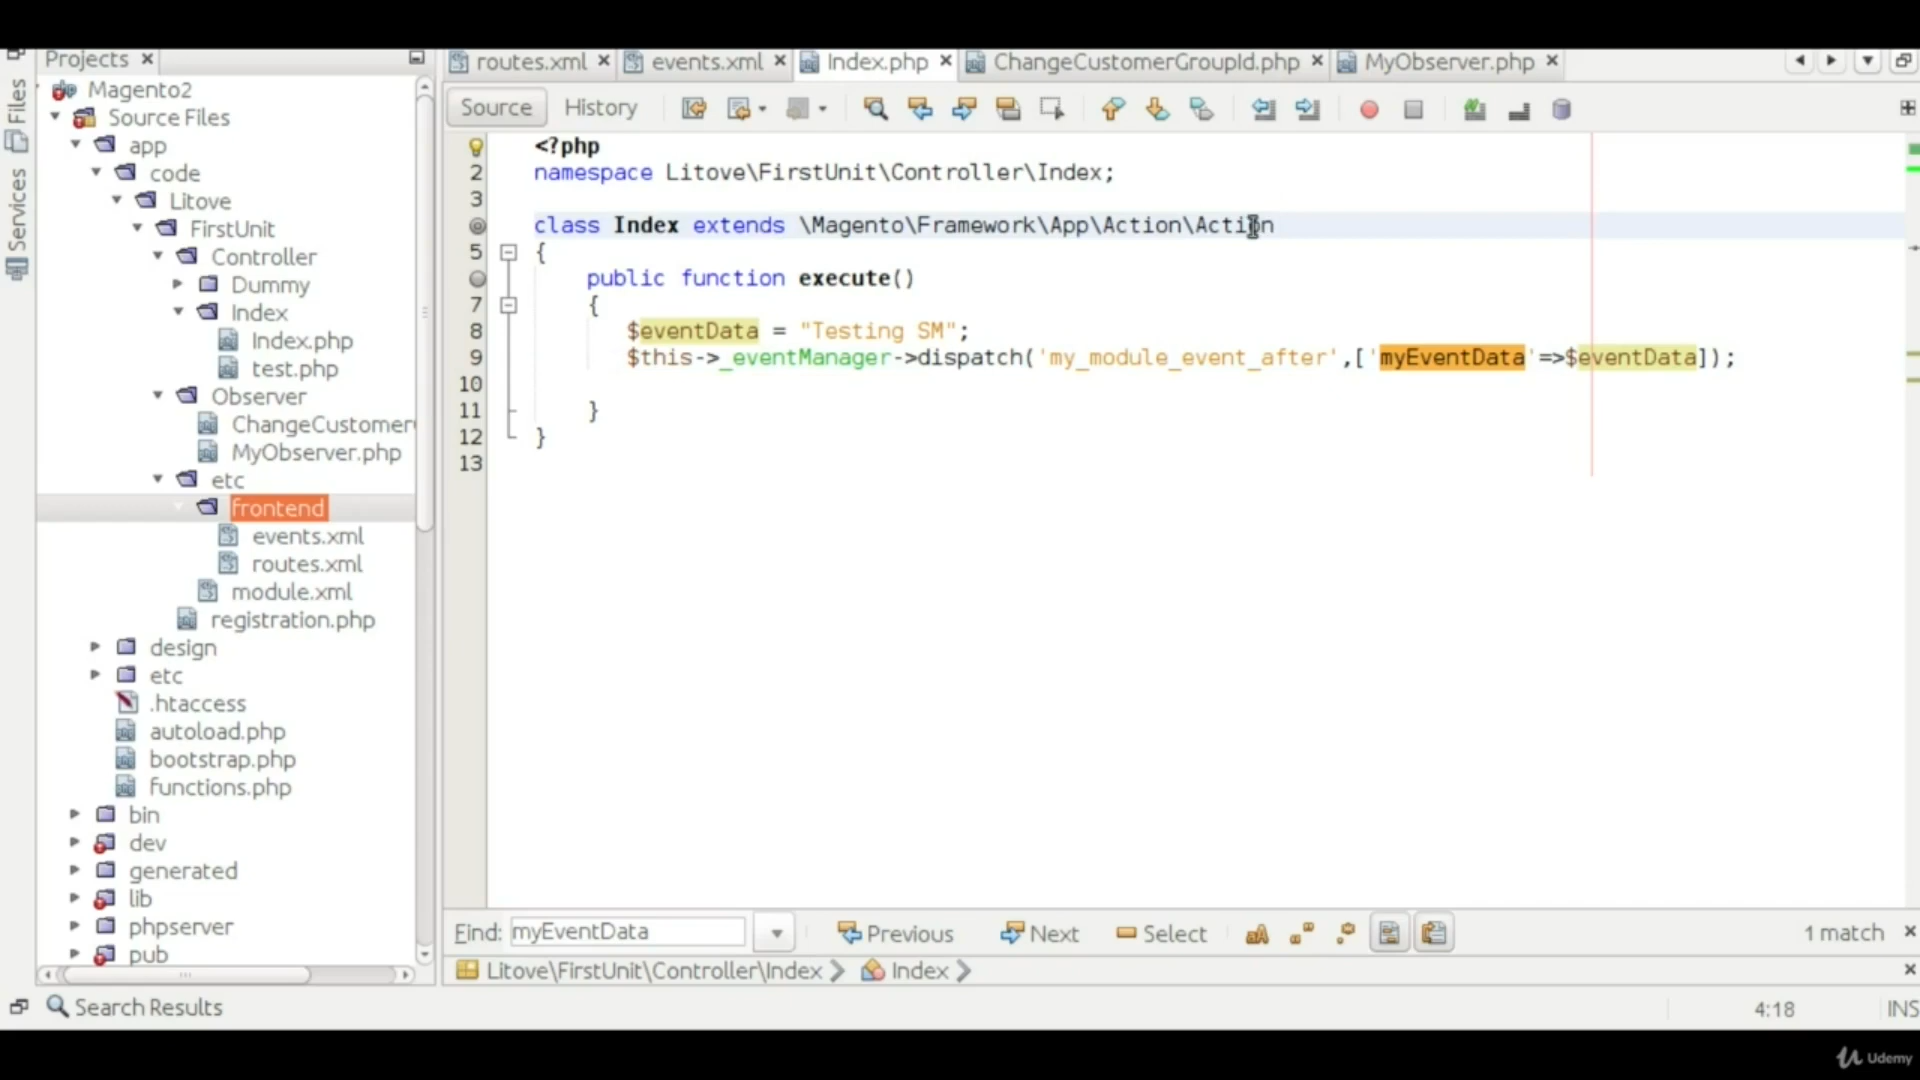 Projects
routes.xml
events.xml
Index.php
ChangeCustomerGroupId.php
MyObserver.php
Files
Services
Magento2
Source Files
app
code
Litove
FirstUnit
Controller
Dummy
Index
Index.php
test.php
Observer
ChangeCustomer
MyObserver.php
etc
frontend
events.xml
routes.xml
module.xml
registration.php
design
etc
.htaccess
autoload.php
bootstrap.php
functions.php
bin
dev
generated
lib
phpserver
pub
Source
History
<?php
2 namespace Litove\FirstUnit\Controller\Index;
3
class Index extends \Magento\Framework\App\Action\Action
5 {
public function execute()
7 {
8 $eventData = "Testing SM";
9 $this->_eventManager->dispatch('my_module_event_after',['myEventData'=>$eventData]);
10
11 }
12 }
13
Find: myEventData
Previous
Next
Select
1 match
Litove\FirstUnit\Controller\Index
Index
Search Results
4:18
INS
Udemy